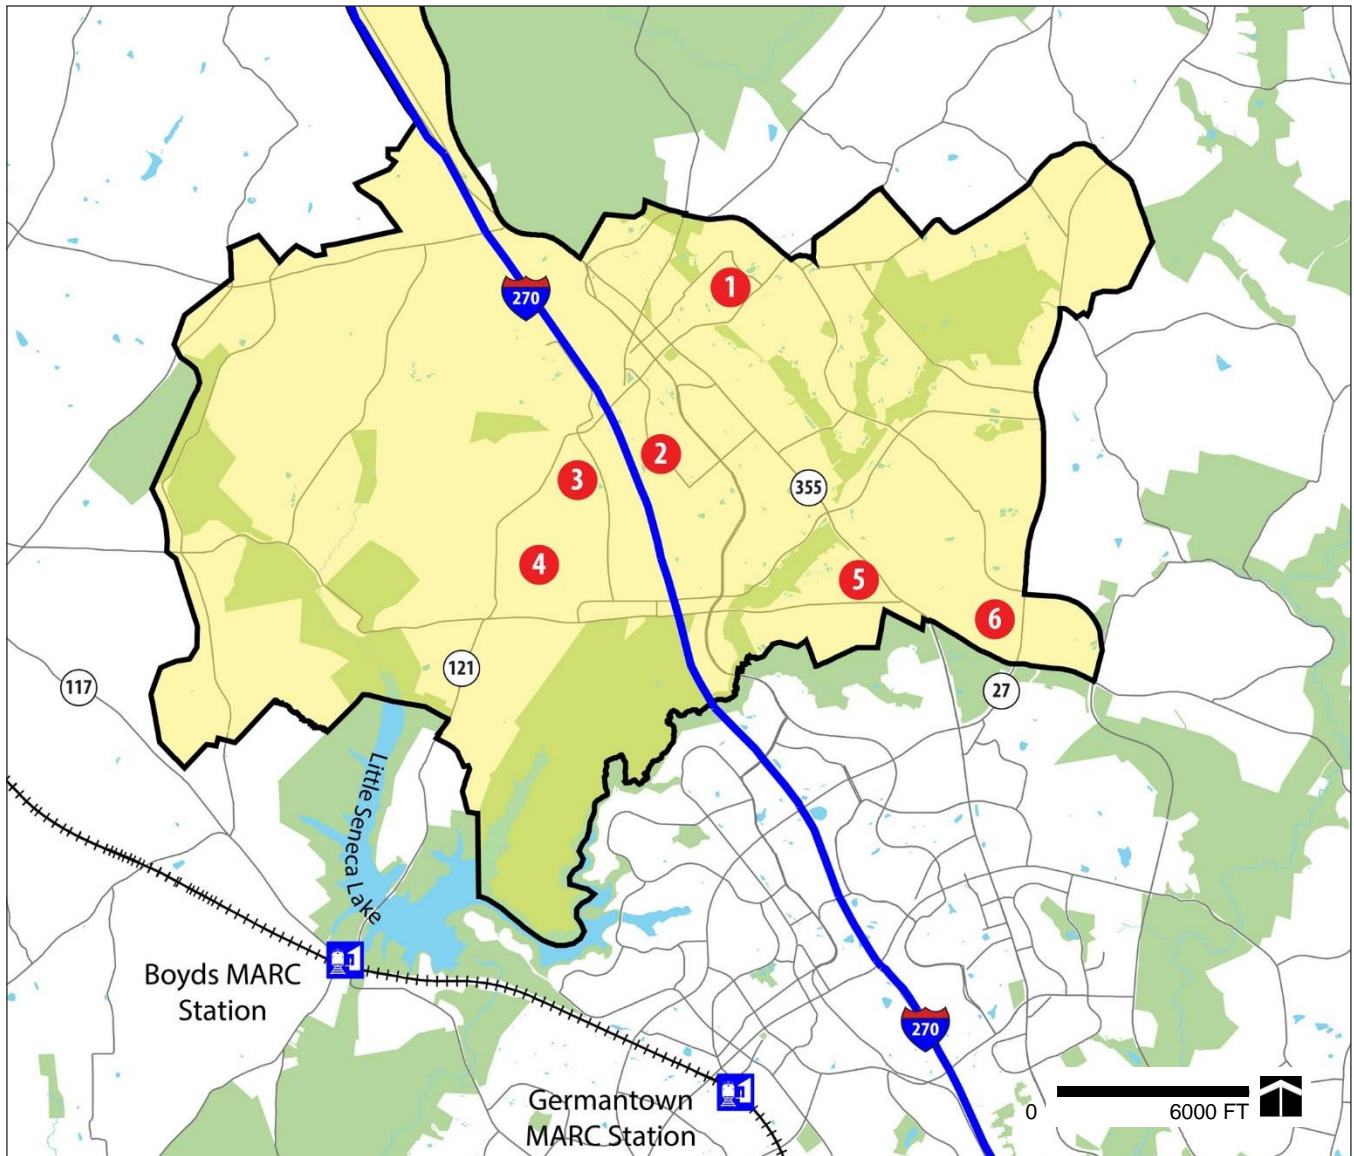 1
270
2
3
355
4
5
6
121
117
27
Little Seneca Lake
Boyds MARC
Station
270
Germantown
MARC Station
0
6000 FT